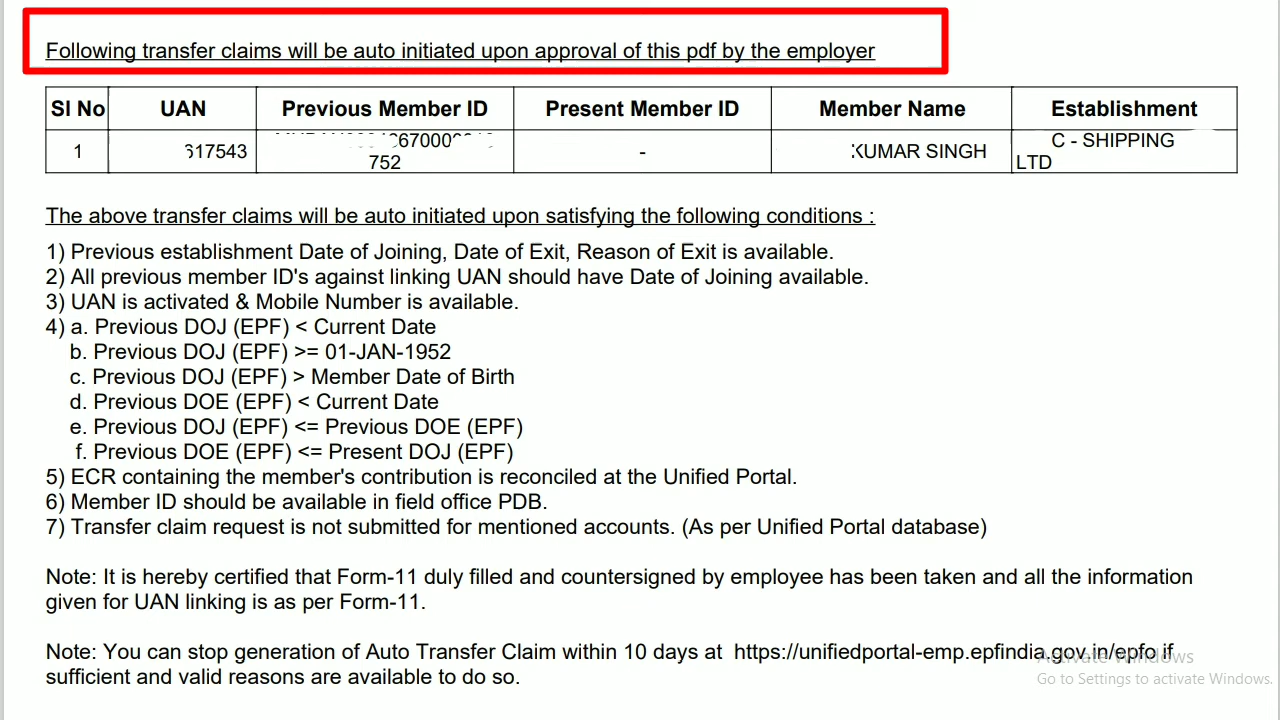 Following transfer claims will be auto initiated upon approval of this pdf by the employer
Sl No UAN Previous Member ID Present Member ID Member Name Establishment
1 617543 752 - KUMAR SINGH C - SHIPPING
LTD
The above transfer claims will be auto initiated upon satisfying the following conditions :
1) Previous establishment Date of Joining, Date of Exit, Reason of Exit is available.
2) All previous member ID's against linking UAN should have Date of Joining available.
3) UAN is activated & Mobile Number is available.
4) a. Previous DOJ (EPF) < Current Date
b. Previous DOJ (EPF) >= 01-JAN-1952
c. Previous DOJ (EPF) > Member Date of Birth
d. Previous DOE (EPF) < Current Date
e. Previous DOJ (EPF) <= Previous DOE (EPF)
f. Previous DOE (EPF) <= Present DOJ (EPF)
5) ECR containing the member's contribution is reconciled at the Unified Portal.
6) Member ID should be available in field office PDB.
7) Transfer claim request is not submitted for mentioned accounts. (As per Unified Portal database)
Note: It is hereby certified that Form-11 duly filled and countersigned by employee has been taken and all the information
given for UAN linking is as per Form-11.
Note: You can stop generation of Auto Transfer Claim within 10 days at https://unifiedportal-emp.epfindia.gov.in/epfo if
sufficient and valid reasons are available to do so.
Activate Windows
Go to Settings to activate Windows.